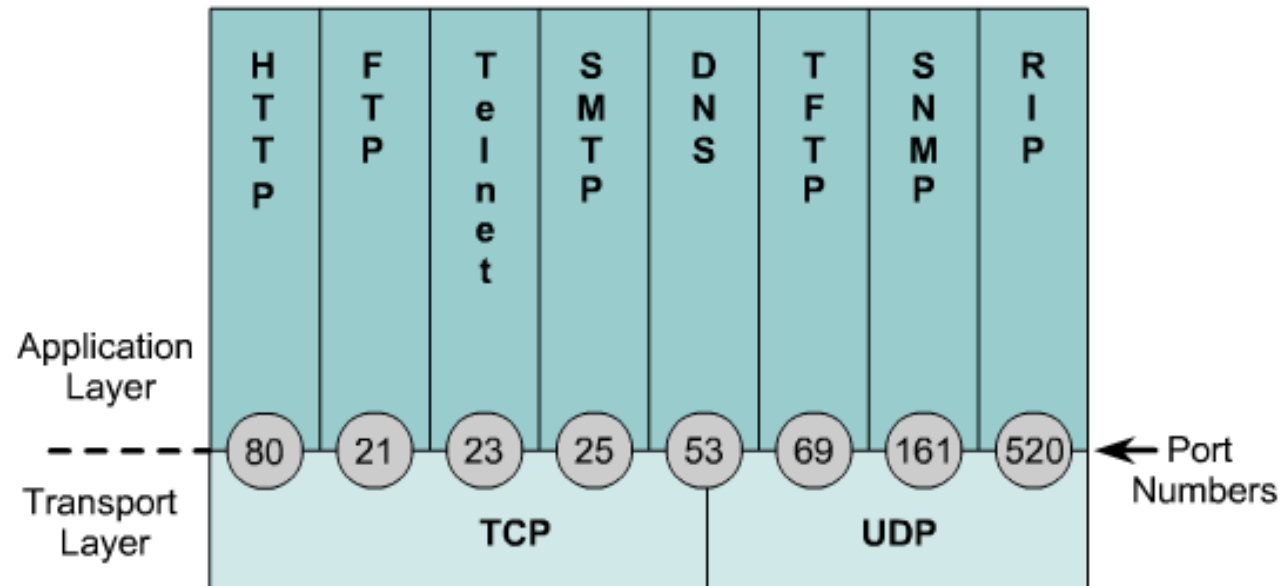 HTTP
FTP
Telnet
SMTP
DNS
TFTP
SNMP
RIP
Application
Layer
80 21 23 25 53 69 161 520
Port
Numbers
Transport
Layer
TCP UDP